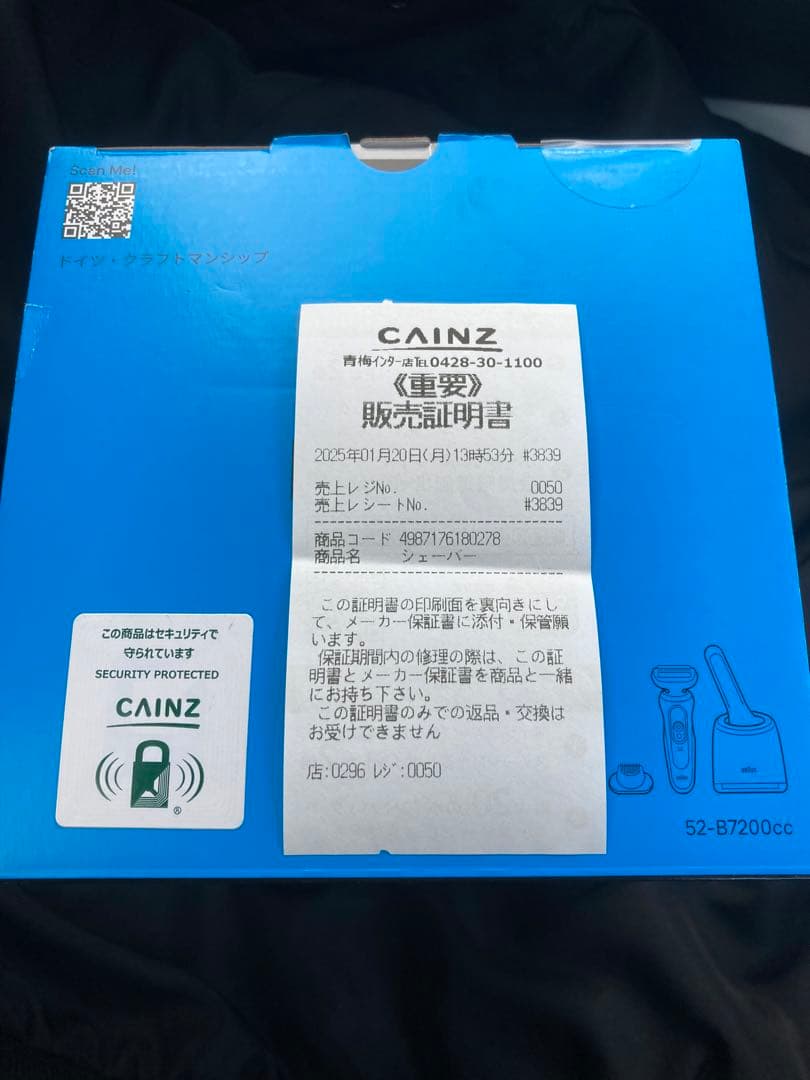 Scan Me!
ドイツ・クラフトマンシップ
CAINZ
青梅インター店℡0428-30-1100
《重要》
販売証明書
2025年01月20日(月)13時53分 #3839
売上レジNo. 0050
売上レシートNo. #3839
商品コード 4987176180278
商品名 シェーバー
この証明書の印刷面を裏向きにし
て、メーカー保証書に添付・保管願
います。
保証期間内の修理の際は、この証
明書とメーカー保証書を商品と一緒
にお持ち下さい。
この証明書のみでの返品・交換は
お受けできません
店:0296 レジ:0050
この商品はセキュリティで
守られています
SECURITY PROTECTED
CAINZ
®
BRAUN
BRAUN
52-B7200cc